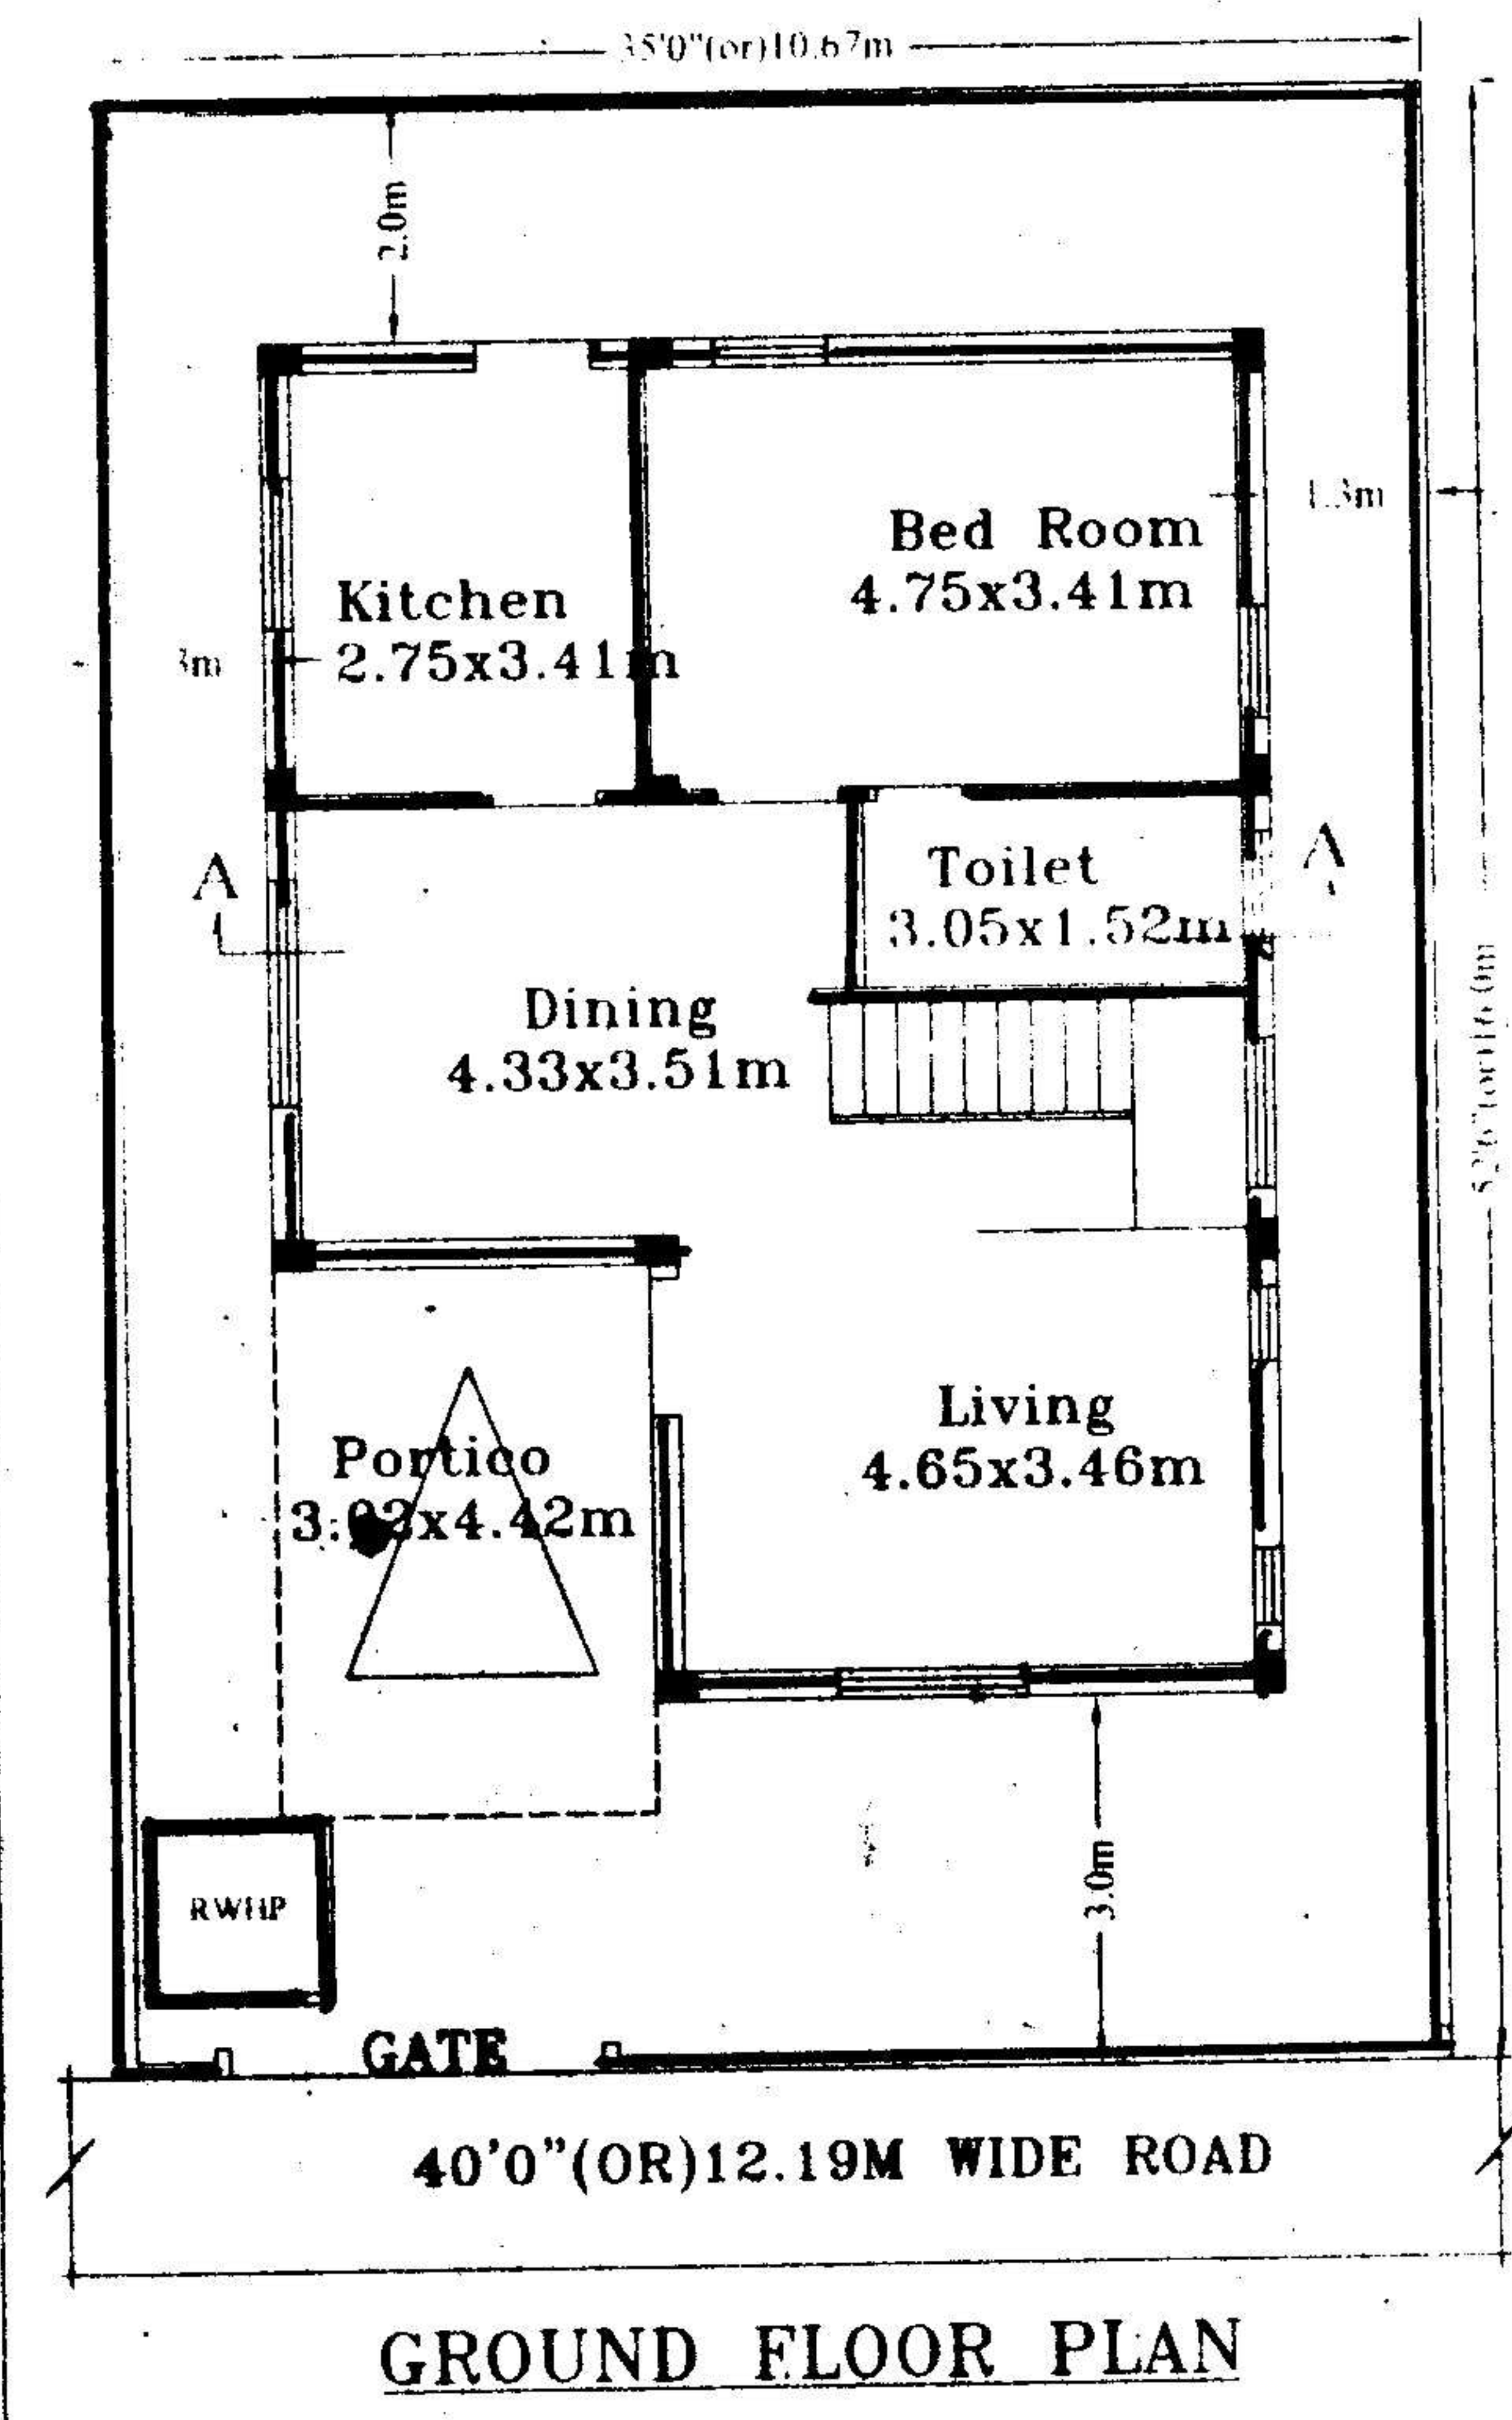 35'0"(or)10.67m
2.0m
1.3m
Bed Room
4.75x3.41m
Kitchen
2.75x3.41m
A
A
Toilet
3.05x1.52m
Dining
4.33x3.51m
Living
4.65x3.46m
Portico
x4.42m
3.0m
RWHP
GATE
40'0"(OR)12.19M WIDE ROAD
GROUND FLOOR PLAN